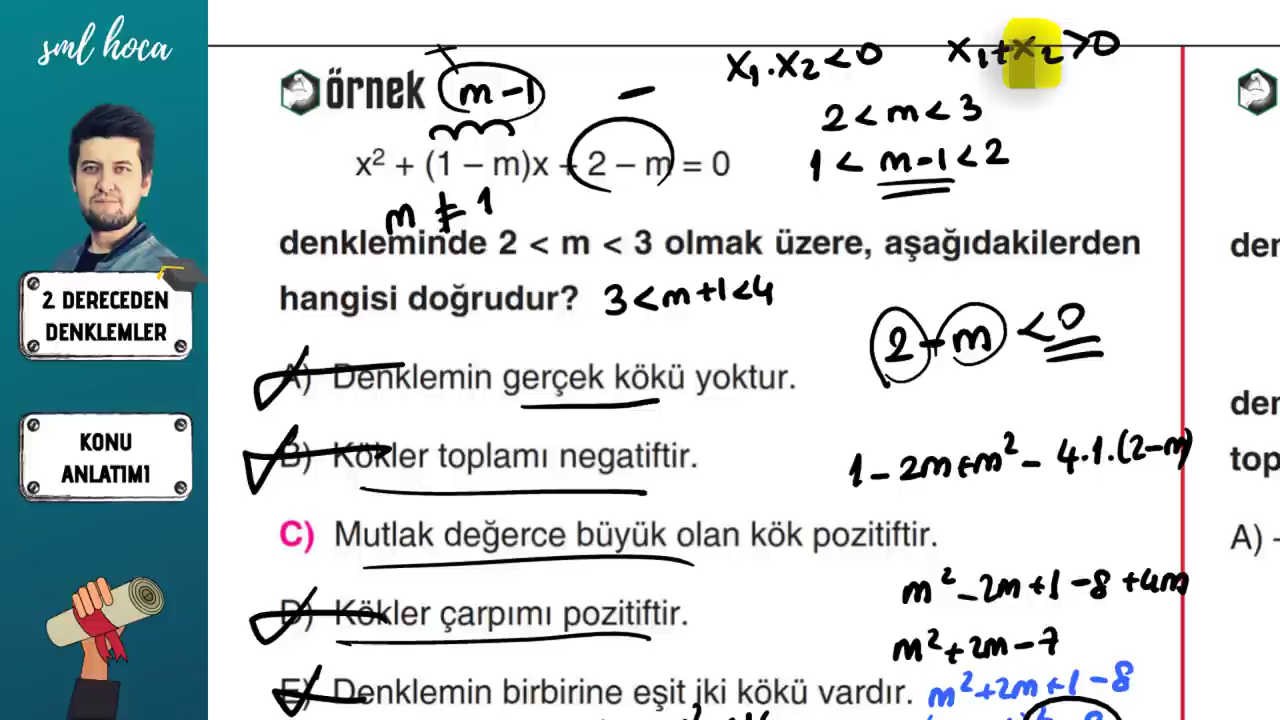 sml hoca
2. DERECEDEN
DENKLEMLER
KONU
ANLATIMI
örnek
m - 1
x₁ . x₂ < 0
x₁ + x₂ > 0
2 < m < 3
1 < m - 1 < 2
x² + (1 – m)x + 2 – m = 0
m ≠ 1
denkleminde 2 < m < 3 olmak üzere, aşağıdakilerden
hangisi doğrudur?
3 < m + 1 < 4
2 - m < 0
A) Denklemin gerçek kökü yoktur.
B) Kökler toplamı negatiftir.
1 - 2m + m² - 4.1.(2-m)
C) Mutlak değerce büyük olan kök pozitiftir.
m² - 2m + 1 - 8 + 4m
D) Kökler çarpımı pozitiftir.
m² + 2m - 7
E) Denklemin birbirine eşit iki kökü vardır.
m² + 2m + 1 - 8
A) -